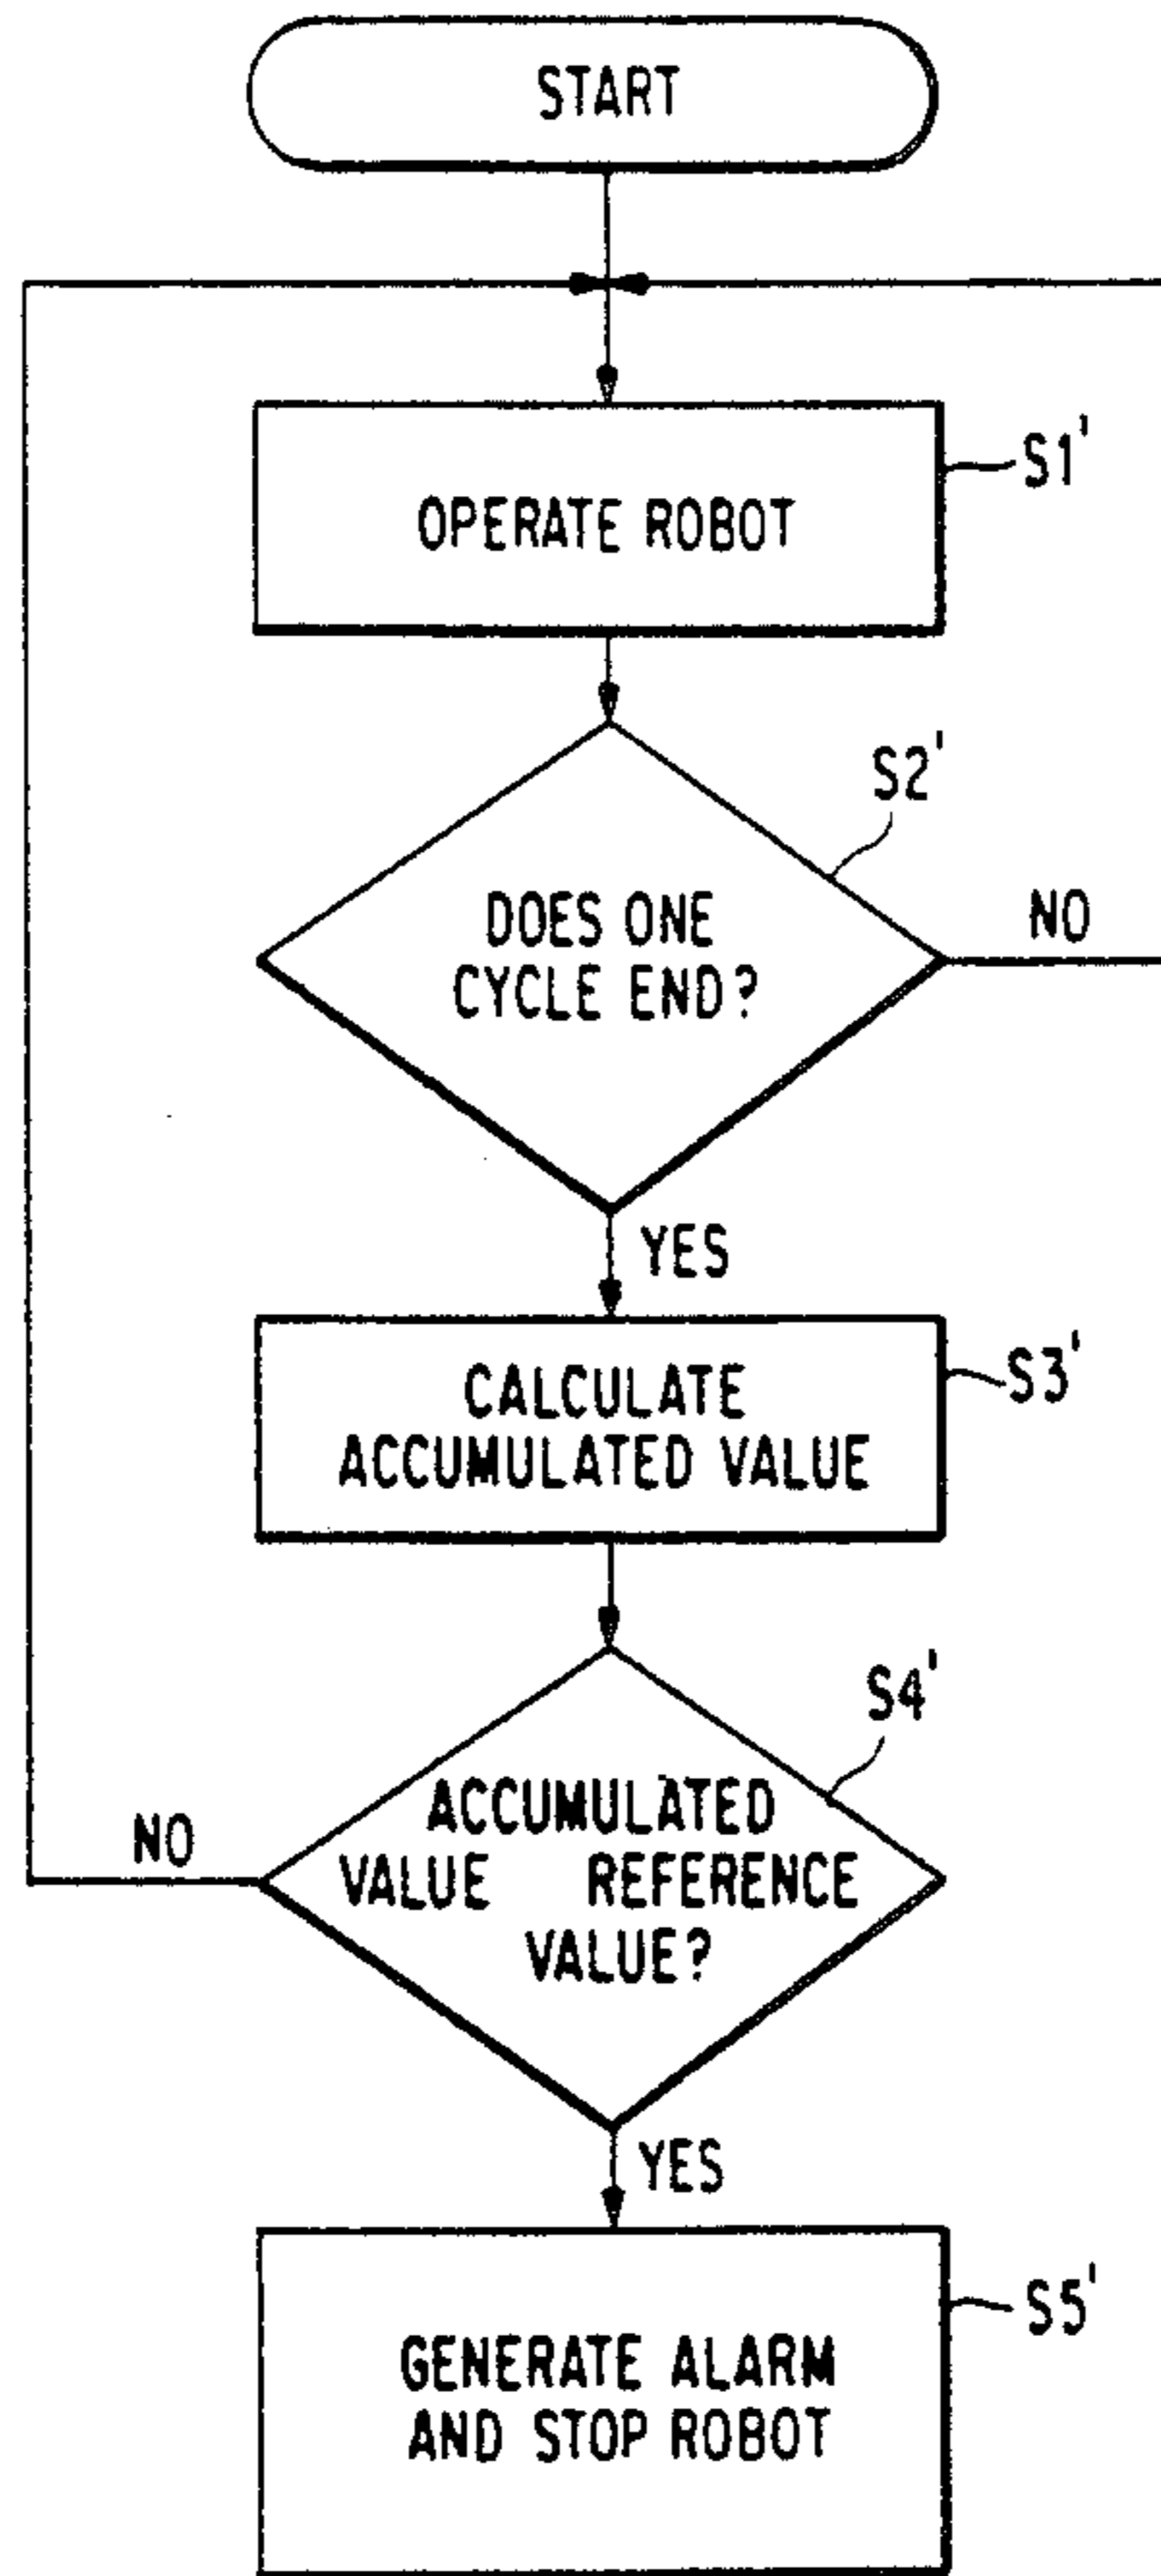 START
OPERATE ROBOT
S1'
S2'
DOES ONE
CYCLE END?
NO
YES
CALCULATE
ACCUMULATED VALUE
S3'
S4'
ACCUMULATED
VALUE REFERENCE
VALUE?
NO
YES
GENERATE ALARM
AND STOP ROBOT
S5'